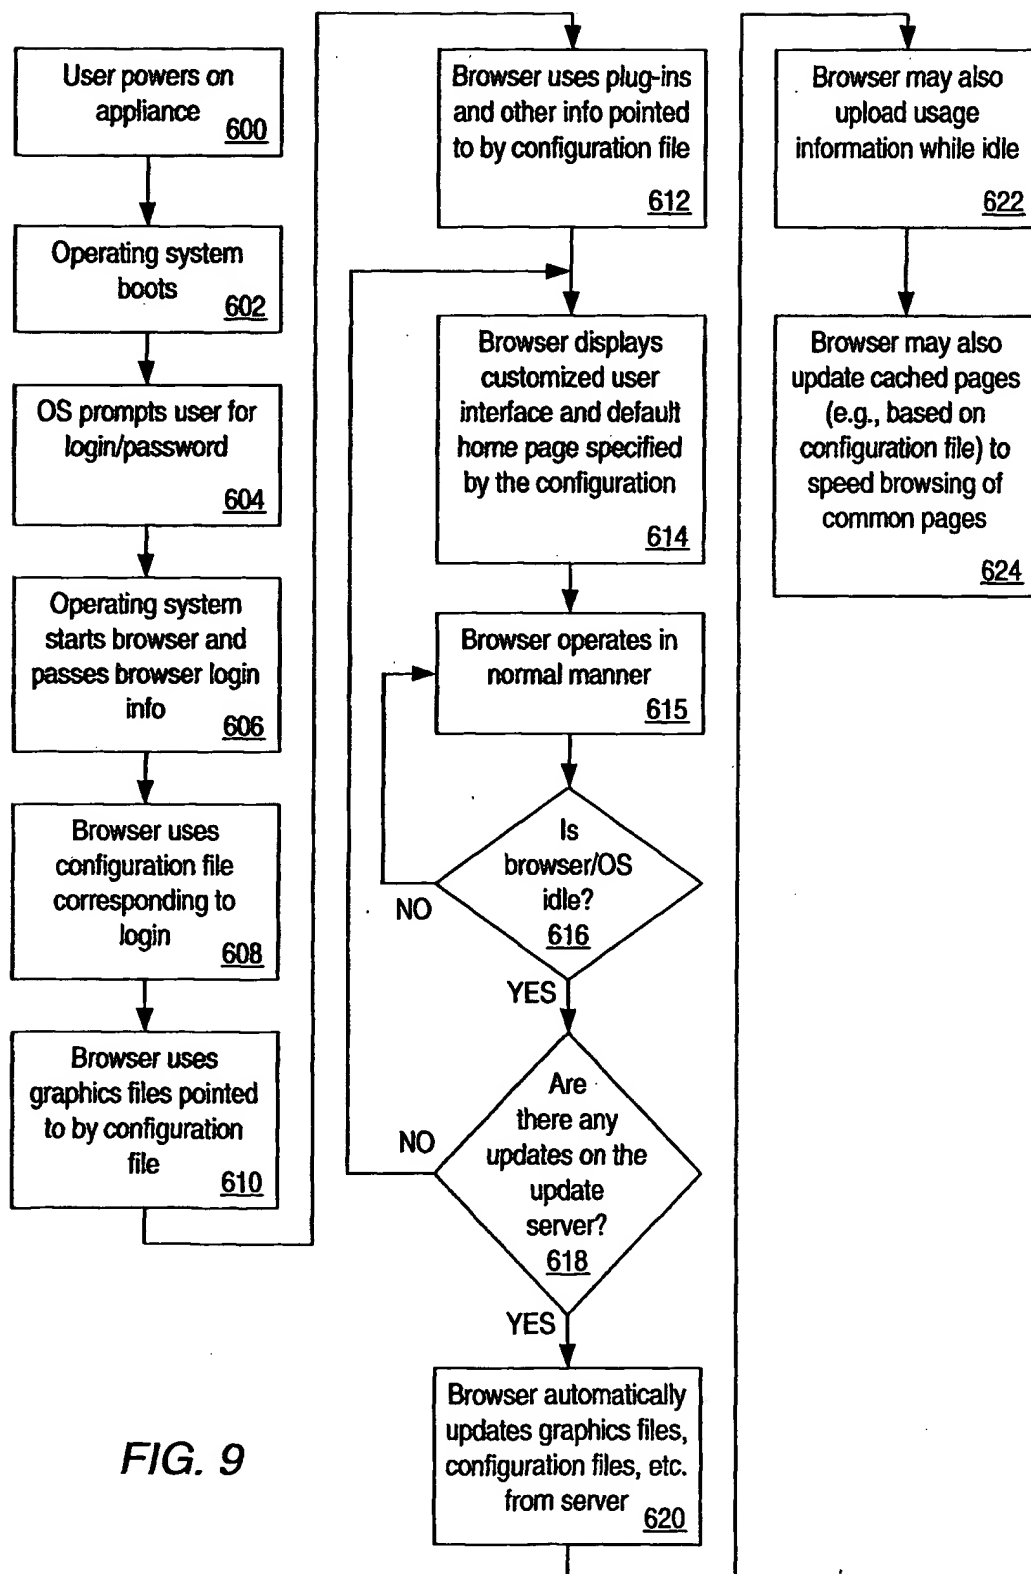 User powers on
appliance
600
Operating system
boots
602
OS prompts user for
login/password
604
Operating system
starts browser and
passes browser login
info
606
Browser uses
configuration file
corresponding to
login
608
Browser uses
graphics files pointed
to by configuration
file
610
Browser uses plug-ins
and other info pointed
to by configuration file
612
Browser displays
customized user
interface and default
home page specified
by the configuration
614
Browser operates in
normal manner
615
Is
browser/OS
idle?
616
NO
YES
Are
there any
updates on the
update
server?
618
NO
YES
Browser automatically
updates graphics files,
configuration files, etc.
from server
620
Browser may also
upload usage
information while idle
622
Browser may also
update cached pages
(e.g., based on
configuration file) to
speed browsing of
common pages
624
FIG. 9